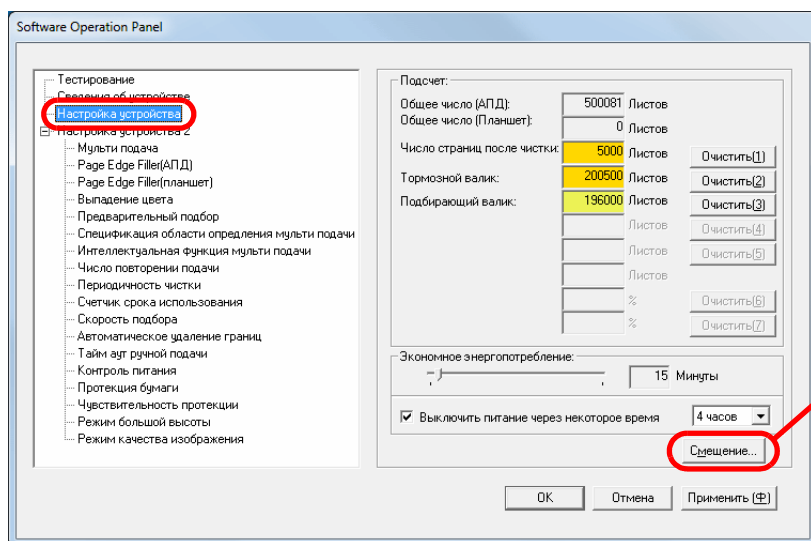 Software Operation Panel
Тестирование
Сведения об устройстве
Настройка устройства
Настройка устройства 2
Мульти подача
Page Edge Filler(АПД)
Page Edge Filler(планшет)
Выпадение цвета
Предварительный подбор
Спецификация области опредления мульти подачи
Интеллектуальная функция мульти подачи
Число повторении подачи
Периодичность чистки
Счетчик срока использования
Скорость подбора
Автоматическое удаление границ
Тайм аут ручной подачи
Контроль питания
Протекция бумаги
Чувствительность протекции
Режим большой высоты
Режим качества изображения
Подсчет:
Общее число (АПД): 500081 Листов
Общее число (Планшет): 0 Листов
Число страниц после чистки: 5000 Листов Очистить(1)
Тормозной валик: 200500 Листов Очистить(2)
Подбирающий валик: 196000 Листов Очистить(3)
Листов Очистить(4)
Листов Очистить(5)
Листов
% Очистить(6)
% Очистить(7)
Экономное энергопотребление:
15 Минуты
Выключить питание через некоторое время 4 часов
Смещение...
OK Отмена Применить (Ф)